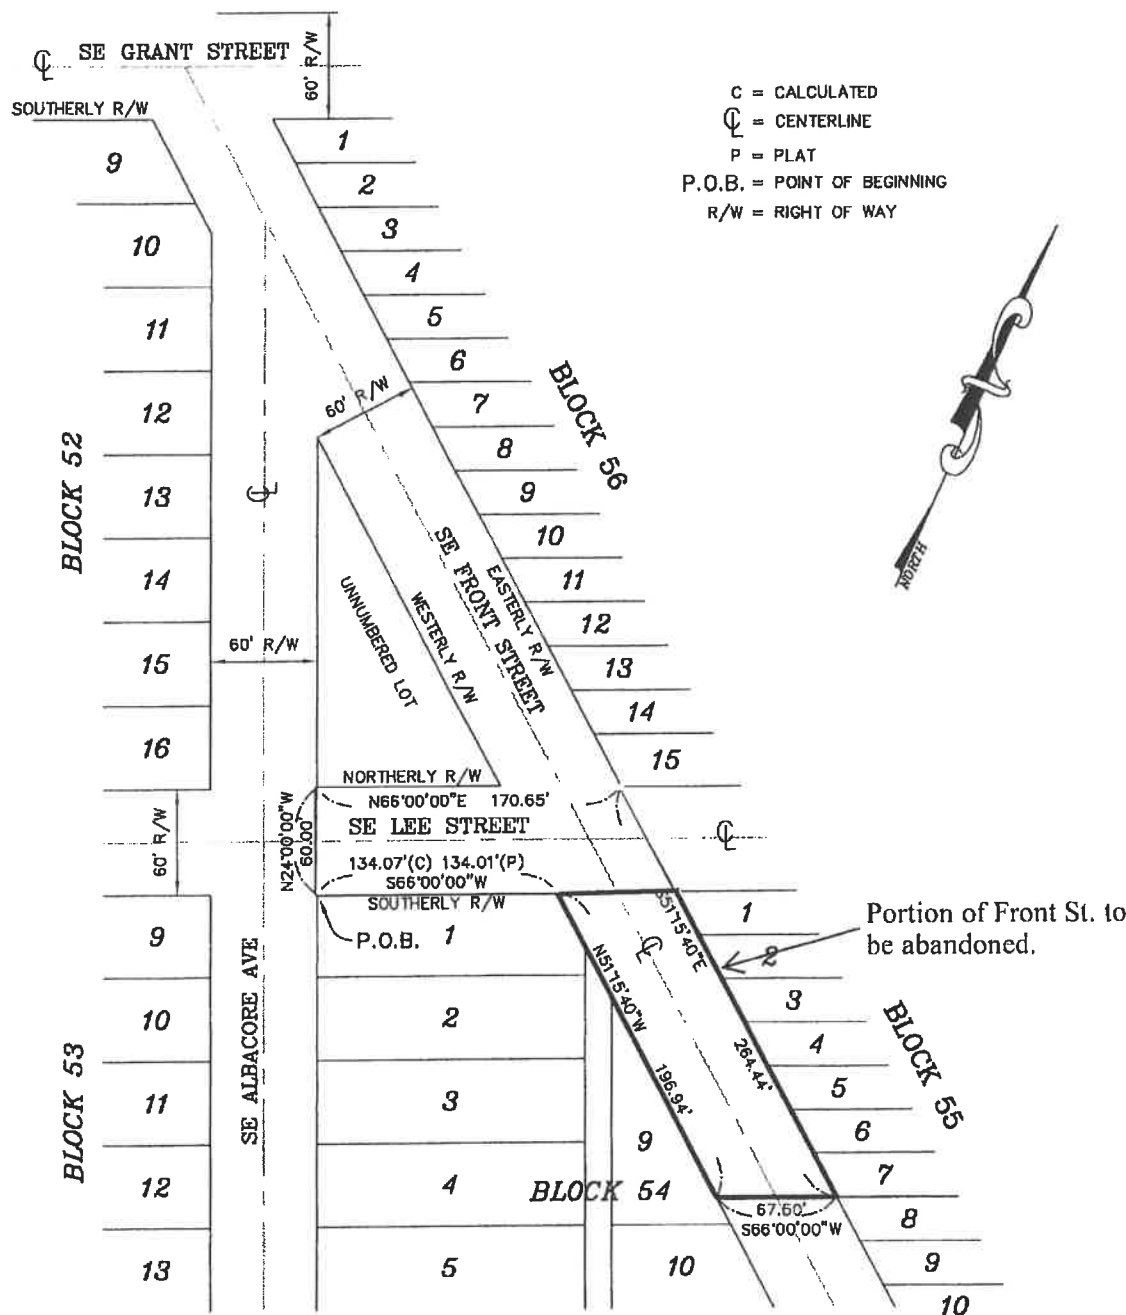 SE GRANT STREET
60' R/W
SOUTHERLY R/W
C = CALCULATED
℄ = CENTERLINE
P = PLAT
P.O.B. = POINT OF BEGINNING
R/W = RIGHT OF WAY
NORTH
9
10
11
12
13
14
15
16
BLOCK 52
1
2
3
4
5
6
7
8
9
10
11
12
13
14
15
BLOCK 56
60' R/W
℄
SE FRONT STREET
EASTERLY R/W
WESTERLY R/W
UNNUMBERED LOT
60' R/W
NORTHERLY R/W
N66°00'00"E 170.65'
SE LEE STREET
℄
60' R/W
N24°00'00"W
60.00'
134.07'(C) 134.01'(P)
S66°00'00"W
SOUTHERLY R/W
P.O.B.
SE ALBACORE AVE
9
10
11
12
13
BLOCK 53
1
2
3
4
5
9
10
BLOCK 54
℄
N51°15'40"W
196.94'
S51°15'40"E
264.44'
67.60'
S66°00'00"W
Portion of Front St. to
be abandoned.
1
2
3
4
5
6
7
8
9
10
BLOCK 55
℄